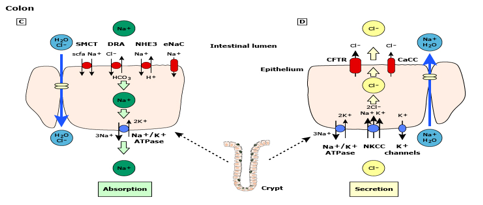 Colon
C
H2O
Cl-
SMCT DRA NHE3 eNaC
scfa Na+ Cl- Na+ Na+
Na+
HCO3
H+
Na+
2K+
3Na+
Na+/K+
ATPase
H2O
Cl-
Na+
Absorption
Intestinal lumen
Epithelium
Crypt
D
Cl-
Na+
H2O
Cl- Cl-
CFTR CaCC
Cl-
2Cl-
Na+K+
2K+ K+
3Na+
Na+/K+
ATPase
NKCC
K+
channels
Na+
H2O
Cl-
Secretion